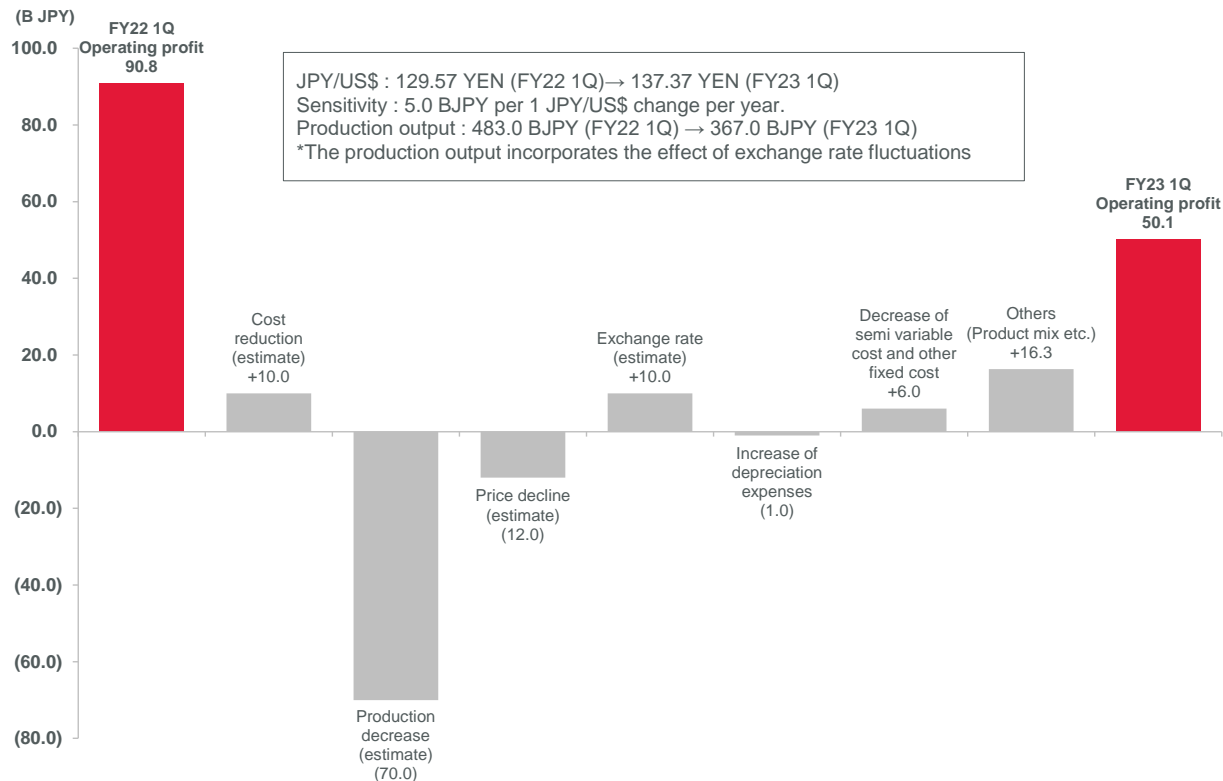 (B JPY)
FY22 1Q
Operating profit
90.8
100.0
80.0
60.0
40.0
20.0
0.0
(20.0)
(40.0)
(60.0)
(80.0)
JPY/US$ : 129.57 YEN (FY22 1Q)→ 137.37 YEN (FY23 1Q)
Sensitivity : 5.0 BJPY per 1 JPY/US$ change per year.
Production output : 483.0 BJPY (FY22 1Q) → 367.0 BJPY (FY23 1Q)
*The production output incorporates the effect of exchange rate fluctuations
Cost
reduction
(estimate)
+10.0
Production
decrease
(estimate)
(70.0)
Price decline
(estimate)
(12.0)
Exchange rate
(estimate)
+10.0
Increase of
depreciation
expenses
(1.0)
Decrease of
semi variable
cost and other
fixed cost
+6.0
Others
(Product mix etc.)
+16.3
FY23 1Q
Operating profit
50.1